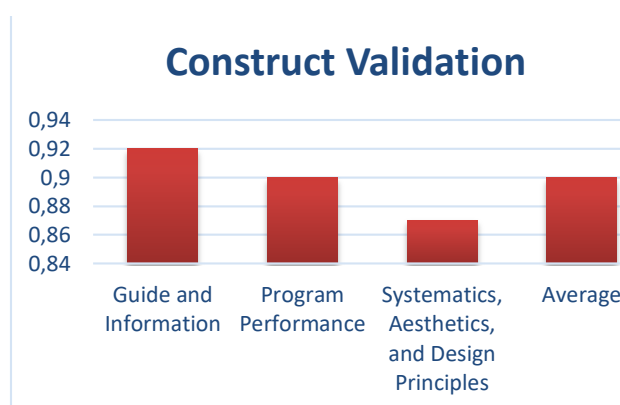 Construct Validation
0,94
0,92
0,9
0,88
0,86
0,84
Guide and
Information
Program
Performance
Systematics,
Aesthetics,
and Design
Principles
Average